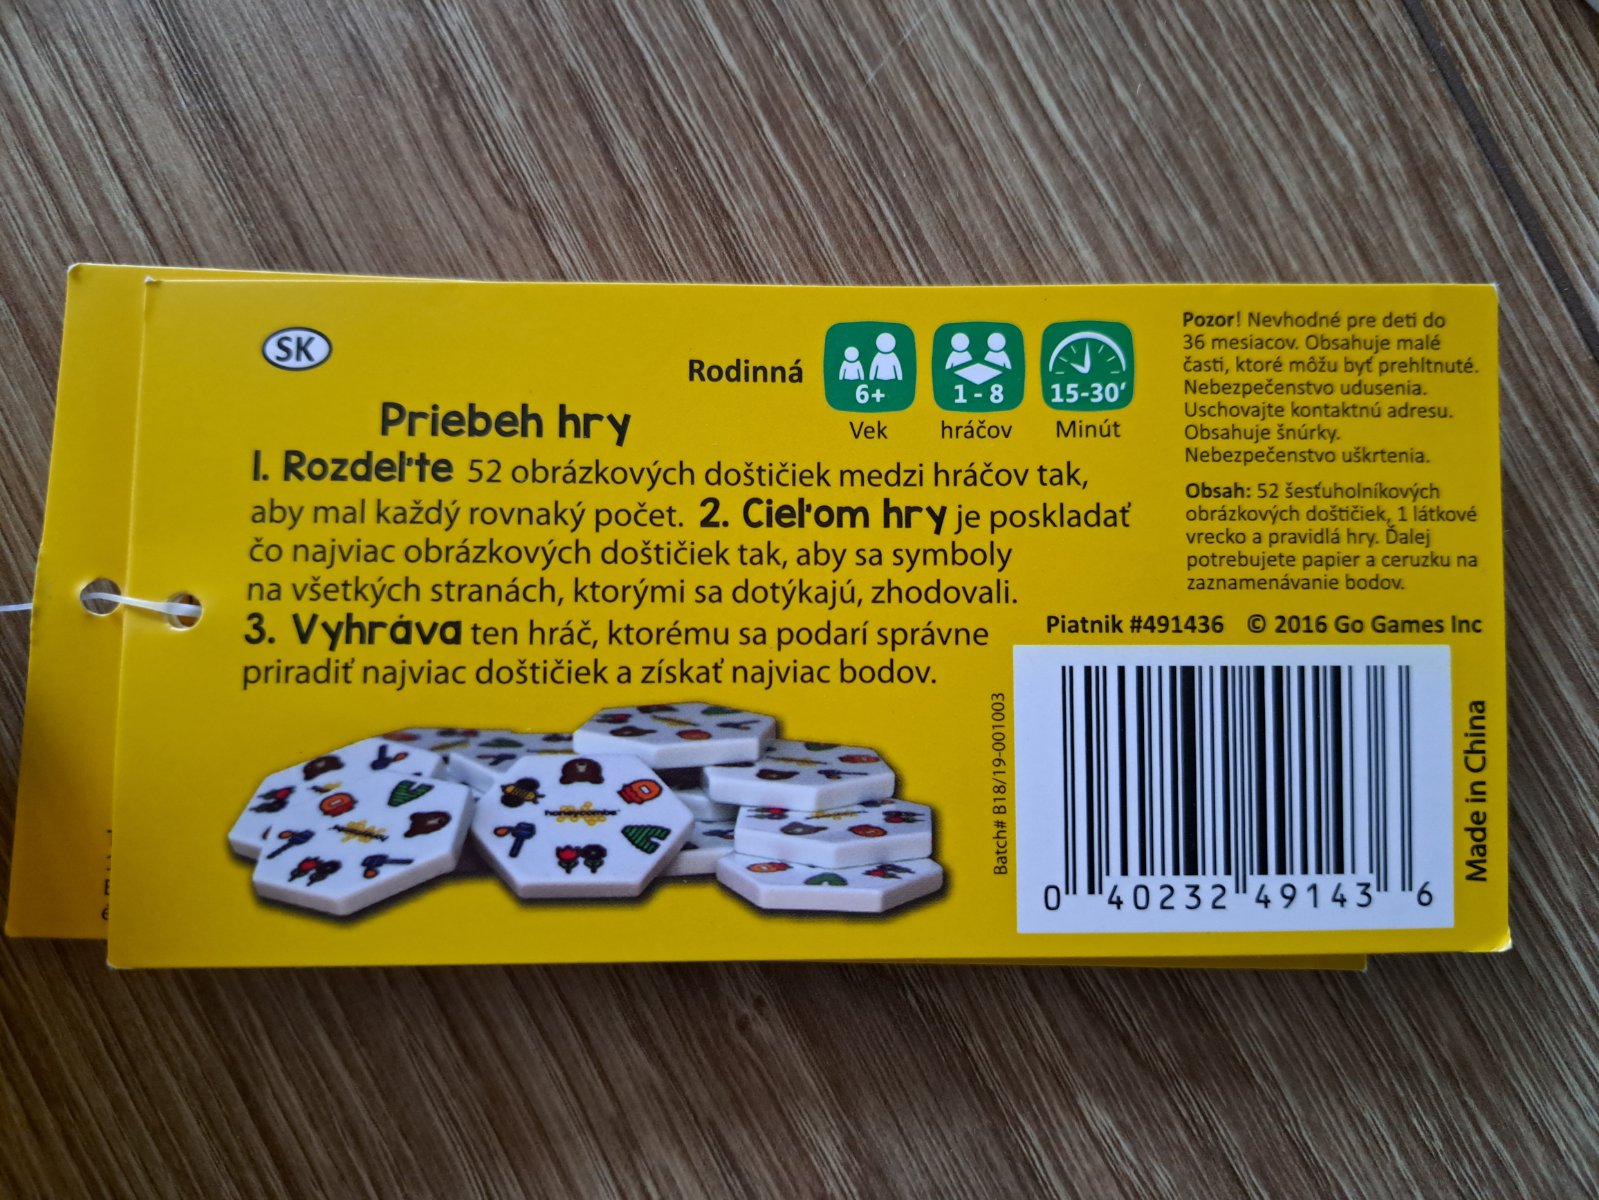 SK
Rodinná
6+
Vek
1 - 8
hráčov
15-30'
Minút
Priebeh hry
1. Rozdeľte 52 obrázkových doštičiek medzi hráčov tak,
aby mal každý rovnaký počet. 2. Cieľom hry je poskladať
čo najviac obrázkových doštičiek tak, aby sa symboly
na všetkých stranách, ktorými sa dotýkajú, zhodovali.
3. Vyhráva ten hráč, ktorému sa podarí správne
priradiť najviac doštičiek a získať najviac bodov.
honeycombe
Pozor! Nevhodné pre deti do
36 mesiacov. Obsahuje malé
časti, ktoré môžu byť prehltnuté.
Nebezpečenstvo udusenia.
Uschovajte kontaktnú adresu.
Obsahuje šnúrky.
Nebezpečenstvo uškrtenia.
Obsah: 52 šesťuholníkových
obrázkových doštičiek, 1 látkové
vrecko a pravidlá hry. Ďalej
potrebujete papier a ceruzku na
zaznamenávanie bodov.
Piatnik #491436 © 2016 Go Games Inc
Batch# B18/19-001003
0 40232 49143 6
Made in China